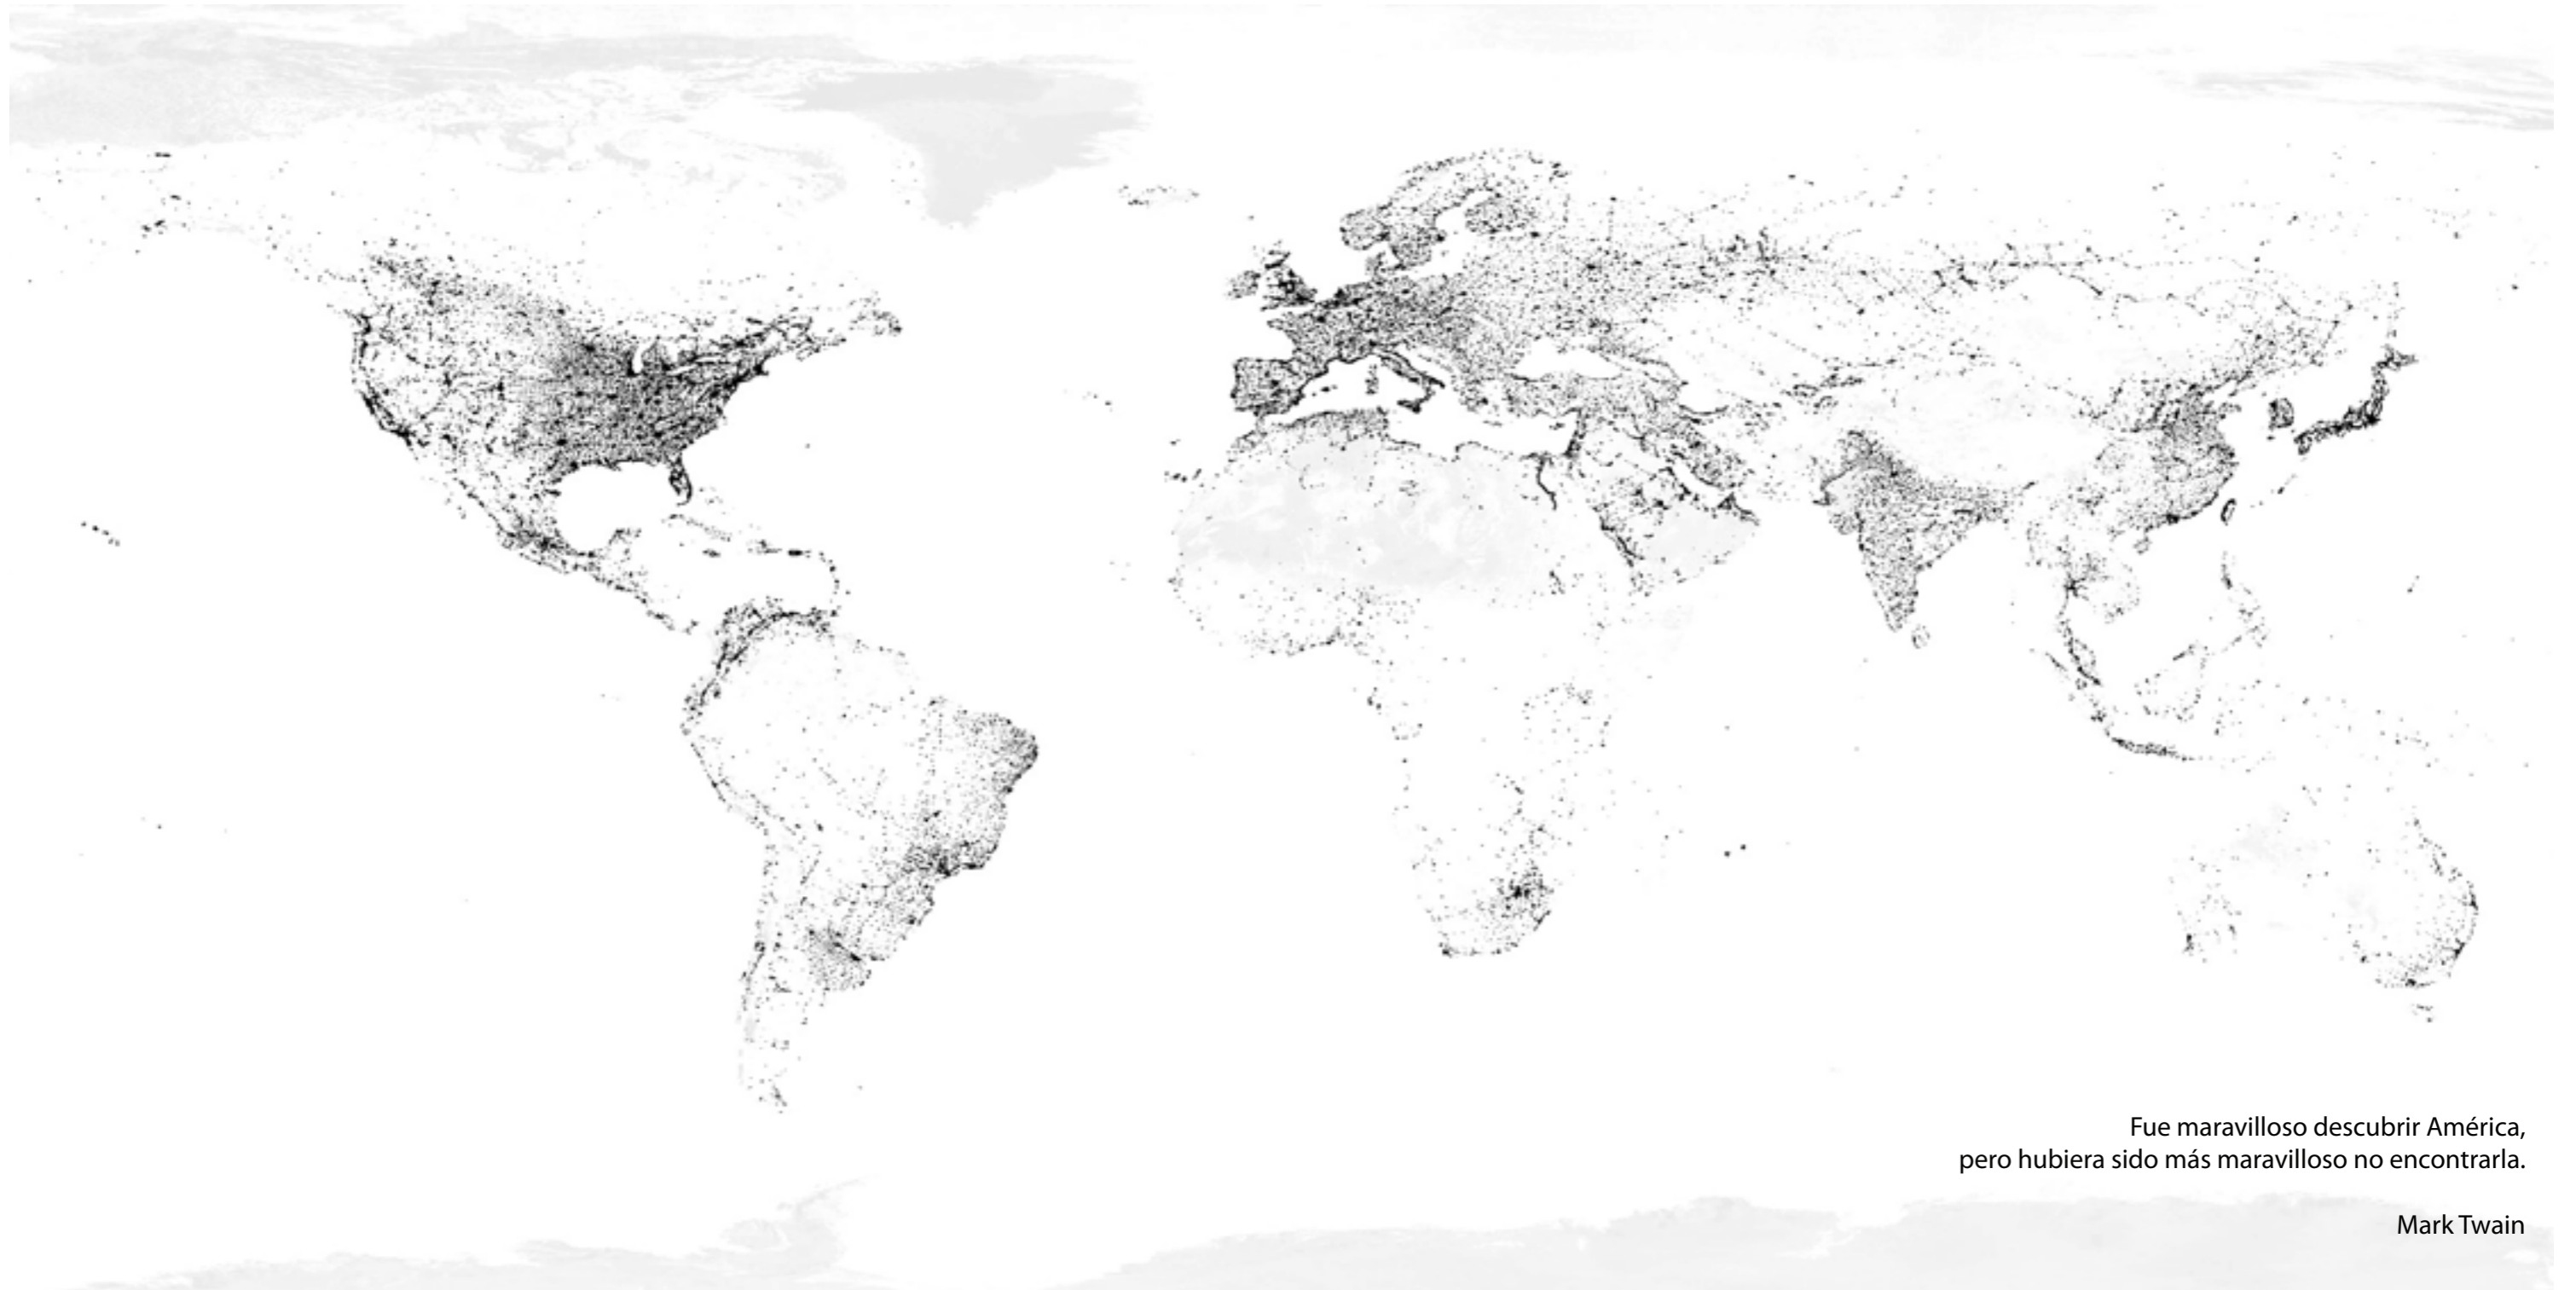 Fue maravilloso descubrir América,
pero hubiera sido más maravilloso no encontrarla.
Mark Twain